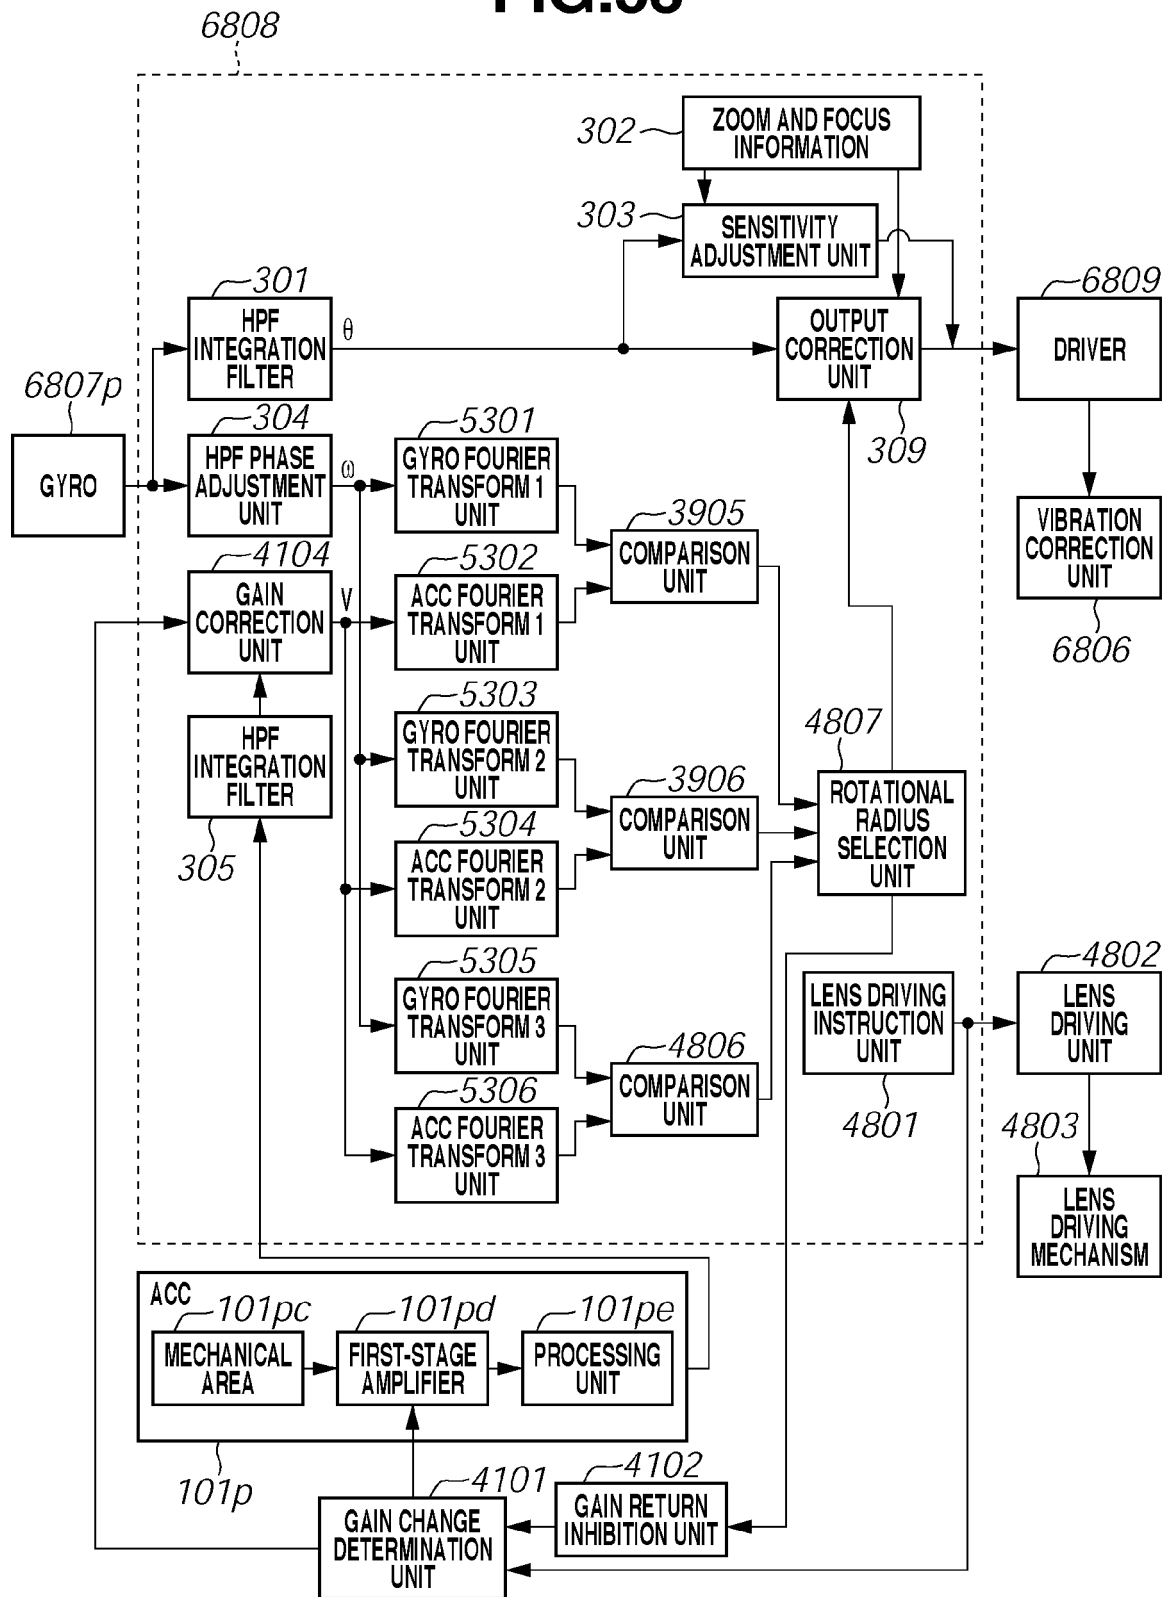 6808
302
ZOOM AND FOCUS
INFORMATION
303
SENSITIVITY
ADJUSTMENT UNIT
301
HPF
INTEGRATION
FILTER
θ
OUTPUT
CORRECTION
UNIT
309
6809
DRIVER
6807p
GYRO
304
HPF PHASE
ADJUSTMENT
UNIT
ω
5301
GYRO FOURIER
TRANSFORM 1
UNIT
3905
COMPARISON
UNIT
VIBRATION
CORRECTION
UNIT
6806
4104
GAIN
CORRECTION
UNIT
V
5302
ACC FOURIER
TRANSFORM 1
UNIT
305
HPF
INTEGRATION
FILTER
5303
GYRO FOURIER
TRANSFORM 2
UNIT
3906
COMPARISON
UNIT
4807
ROTATIONAL
RADIUS
SELECTION
UNIT
5304
ACC FOURIER
TRANSFORM 2
UNIT
5305
GYRO FOURIER
TRANSFORM 3
UNIT
4806
COMPARISON
UNIT
LENS DRIVING
INSTRUCTION
UNIT
4801
4802
LENS
DRIVING
UNIT
5306
ACC FOURIER
TRANSFORM 3
UNIT
4803
LENS
DRIVING
MECHANISM
ACC
101pc
MECHANICAL
AREA
101pd
FIRST-STAGE
AMPLIFIER
101pe
PROCESSING
UNIT
101p
4101
GAIN CHANGE
DETERMINATION
UNIT
4102
GAIN RETURN
INHIBITION UNIT